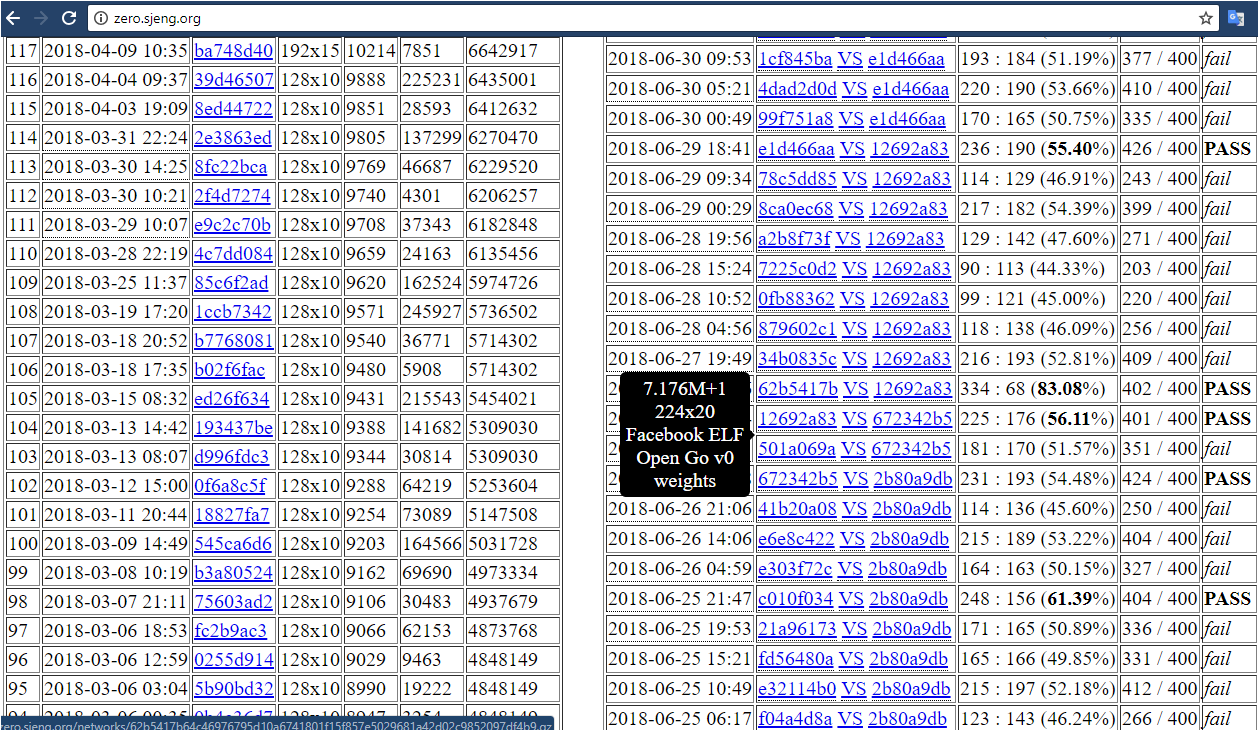 zero.sjeng.org
117 2018-04-09 10:35 ba748d40 192x15 10214 7851 6642917
116 2018-04-04 09:37 39d46507 128x10 9888 225231 6435001
115 2018-04-03 19:09 8ed44722 128x10 9851 28593 6412632
114 2018-03-31 22:24 2e3863ed 128x10 9805 137299 6270470
113 2018-03-30 14:25 8fc22bca 128x10 9769 46687 6229520
112 2018-03-30 10:21 2f4d7274 128x10 9740 4301 6206257
111 2018-03-29 10:07 e9c2c70b 128x10 9708 37343 6182848
110 2018-03-28 22:19 4c7dd084 128x10 9659 24163 6135456
109 2018-03-25 11:37 85c6f2ad 128x10 9620 162524 5974726
108 2018-03-19 17:20 1ccb7342 128x10 9571 245927 5736502
107 2018-03-18 20:52 b7768081 128x10 9540 36771 5714302
106 2018-03-18 17:35 b02f6fac 128x10 9480 5908 5714302
105 2018-03-15 08:32 ed26f634 128x10 9431 215543 5454021
104 2018-03-13 14:42 193437be 128x10 9388 141682 5309030
103 2018-03-13 08:07 d996fdc3 128x10 9344 30814 5309030
102 2018-03-12 15:00 0f6a8c5f 128x10 9288 64219 5253604
101 2018-03-11 20:44 18827fa7 128x10 9254 73089 5147508
100 2018-03-09 14:49 545ca6d6 128x10 9203 164566 5031728
99 2018-03-08 10:19 b3a80524 128x10 9162 69690 4973334
98 2018-03-07 21:11 75603ad2 128x10 9106 30483 4937679
97 2018-03-06 18:53 fc2b9ac3 128x10 9066 62153 4873768
96 2018-03-06 12:59 0255d914 128x10 9029 9463 4848149
95 2018-03-06 03:04 5b90bd32 128x10 8990 19222 4848149
zero.sjeng.org/networks/62b5417b64c46976795d10a6741801f15f857e5029681a42d02c9852097df4b9.gz
2018-06-30 09:53 1cf845ba VS e1d466aa 193 : 184 (51.19%) 377 / 400 fail
2018-06-30 05:21 4dad2d0d VS e1d466aa 220 : 190 (53.66%) 410 / 400 fail
2018-06-30 00:49 99f751a8 VS e1d466aa 170 : 165 (50.75%) 335 / 400 fail
2018-06-29 18:41 e1d466aa VS 12692a83 236 : 190 (55.40%) 426 / 400 PASS
2018-06-29 09:34 78c5dd85 VS 12692a83 114 : 129 (46.91%) 243 / 400 fail
2018-06-29 00:29 8ca0ec68 VS 12692a83 217 : 182 (54.39%) 399 / 400 fail
2018-06-28 19:56 a2b8f73f VS 12692a83 129 : 142 (47.60%) 271 / 400 fail
2018-06-28 15:24 7225c0d2 VS 12692a83 90 : 113 (44.33%) 203 / 400 fail
2018-06-28 10:52 0fb88362 VS 12692a83 99 : 121 (45.00%) 220 / 400 fail
2018-06-28 04:56 879602c1 VS 12692a83 118 : 138 (46.09%) 256 / 400 fail
2018-06-27 19:49 34b0835c VS 12692a83 216 : 193 (52.81%) 409 / 400 fail
62b5417b VS 12692a83 334 : 68 (83.08%) 402 / 400 PASS
12692a83 VS 672342b5 225 : 176 (56.11%) 401 / 400 PASS
501a069a VS 672342b5 181 : 170 (51.57%) 351 / 400 fail
672342b5 VS 2b80a9db 231 : 193 (54.48%) 424 / 400 PASS
7.176M+1
224x20
Facebook ELF
Open Go v0
weights
2018-06-26 21:06 41b20a08 VS 2b80a9db 114 : 136 (45.60%) 250 / 400 fail
2018-06-26 14:06 e6e8c422 VS 2b80a9db 215 : 189 (53.22%) 404 / 400 fail
2018-06-26 04:59 e303f72c VS 2b80a9db 164 : 163 (50.15%) 327 / 400 fail
2018-06-25 21:47 c010f034 VS 2b80a9db 248 : 156 (61.39%) 404 / 400 PASS
2018-06-25 19:53 21a96173 VS 2b80a9db 171 : 165 (50.89%) 336 / 400 fail
2018-06-25 15:21 fd56480a VS 2b80a9db 165 : 166 (49.85%) 331 / 400 fail
2018-06-25 10:49 e32114b0 VS 2b80a9db 215 : 197 (52.18%) 412 / 400 fail
2018-06-25 06:17 f04a4d8a VS 2b80a9db 123 : 143 (46.24%) 266 / 400 fail